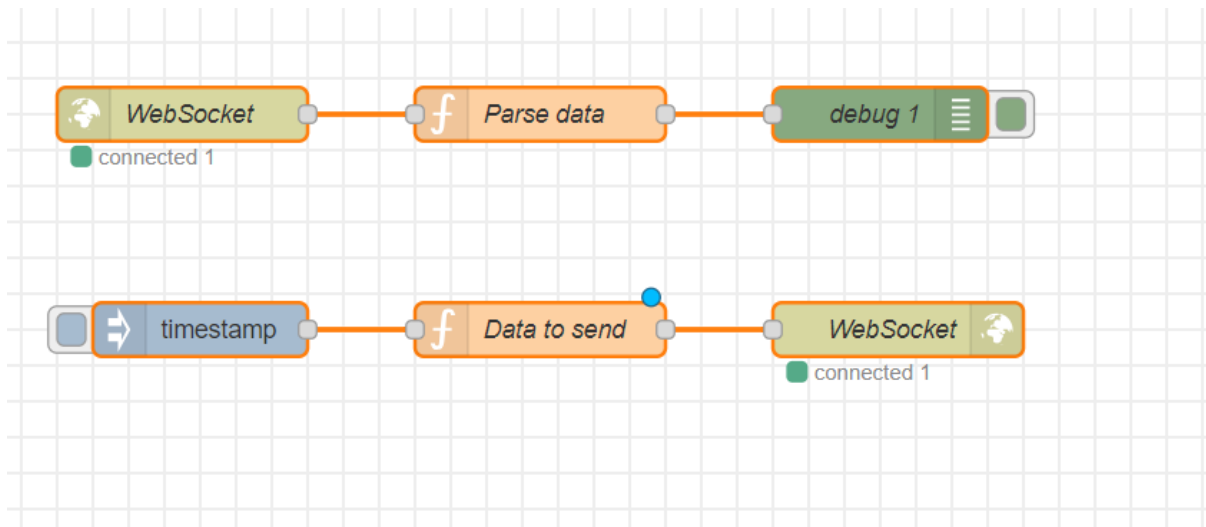 WebSocket
Parse data
debug 1
connected 1
timestamp
Data to send
WebSocket
connected 1